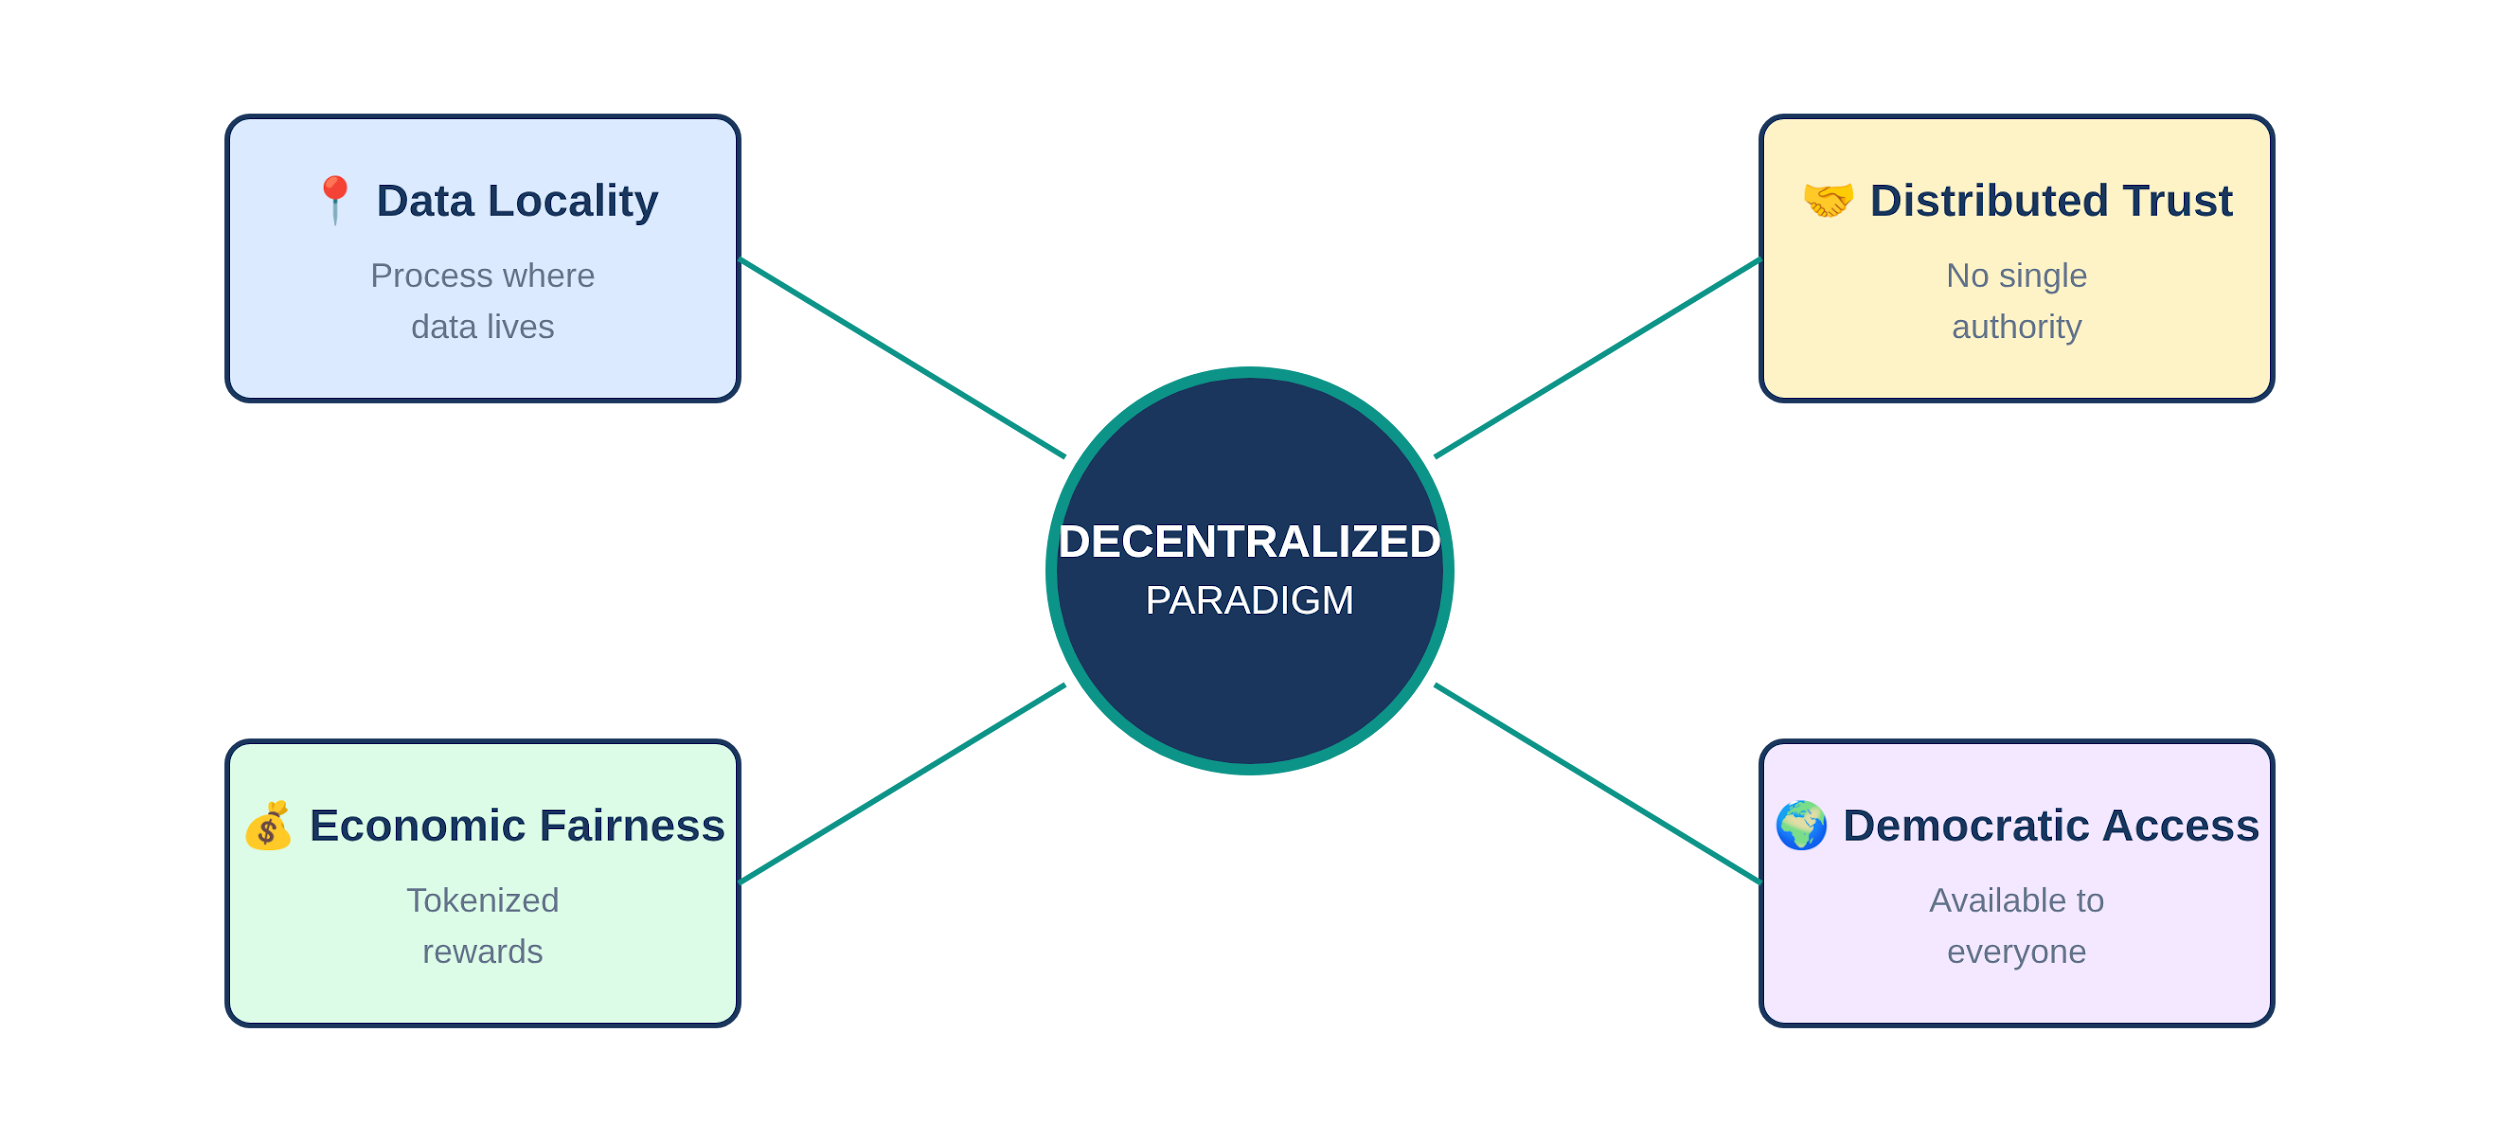 📍 Data Locality
Process where
data lives
🤝 Distributed Trust
No single
authority
DECENTRALIZED
PARADIGM
💰 Economic Fairness
Tokenized
rewards
🌍 Democratic Access
Available to
everyone